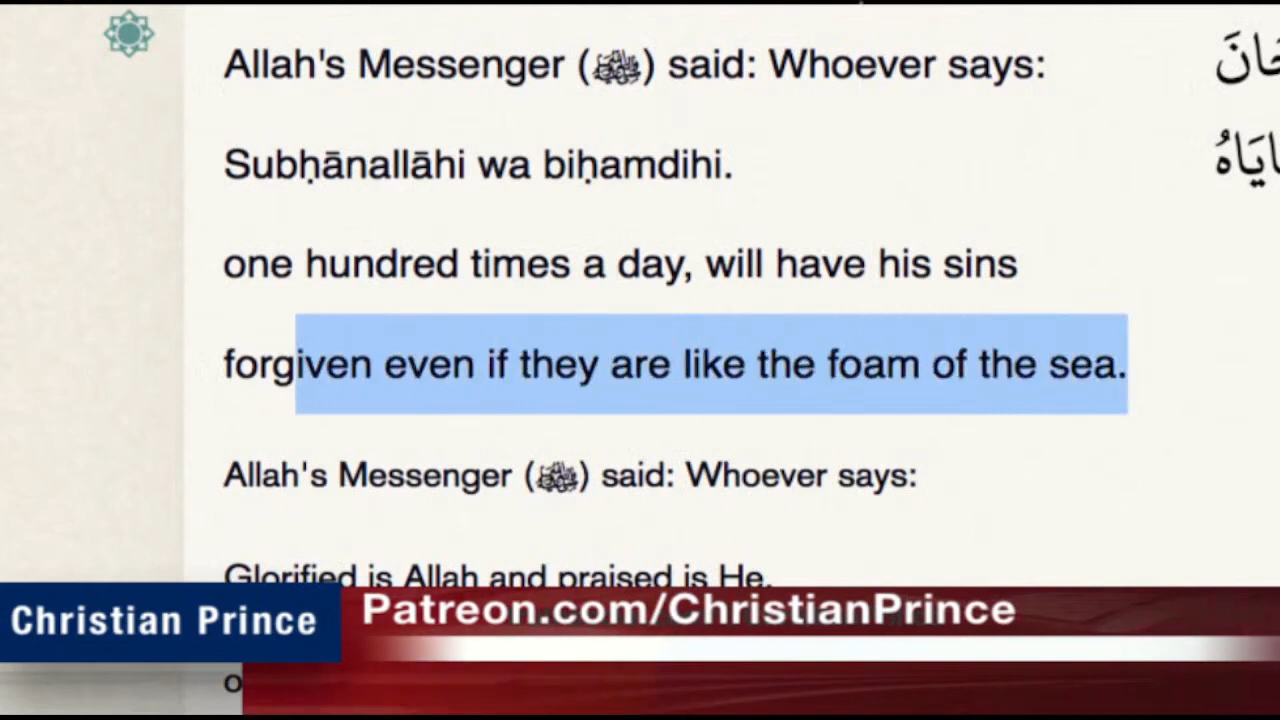 Allah's Messenger (ﷺ) said: Whoever says:
Subḥānallāhi wa biḥamdihi.
one hundred times a day, will have his sins
forgiven even if they are like the foam of the sea.
Allah's Messenger (ﷺ) said: Whoever says:
Glorified is Allah and praised is He.
Christian Prince
Patreon.com/ChristianPrince